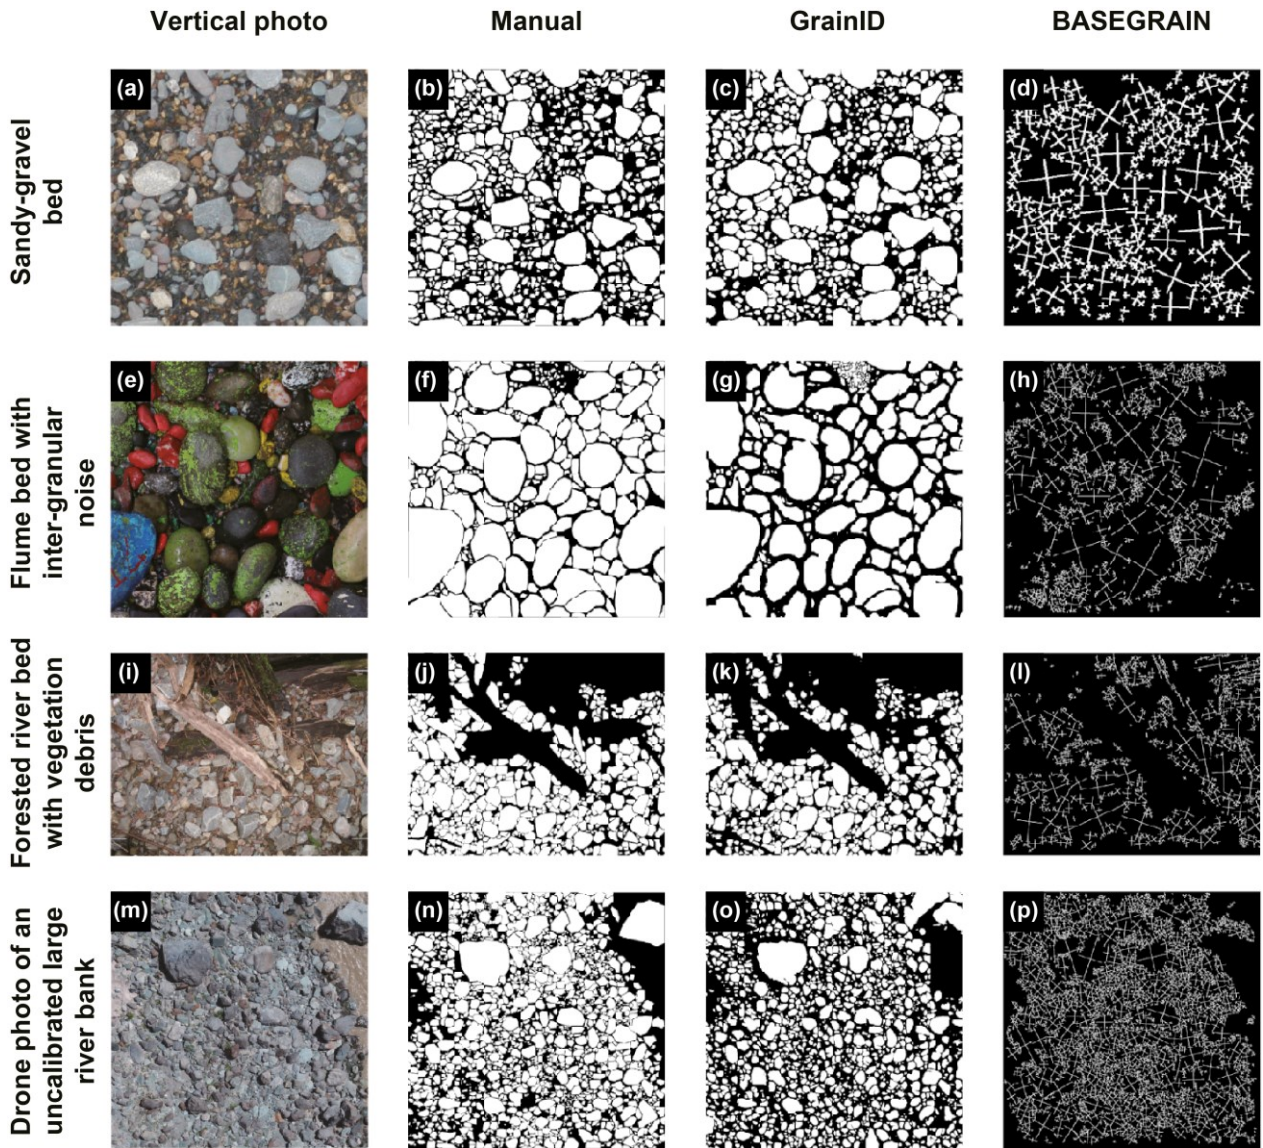 Vertical photo
Manual
GrainID
BASEGRAIN
Sandy-gravel
bed
(a)
(b)
(c)
(d)
Flume bed with
inter-granular
noise
(e)
(f)
(g)
(h)
Forested river bed
with vegetation
debris
(i)
(j)
(k)
(l)
Drone photo of an
uncalibrated large
river bank
(m)
(n)
(o)
(p)